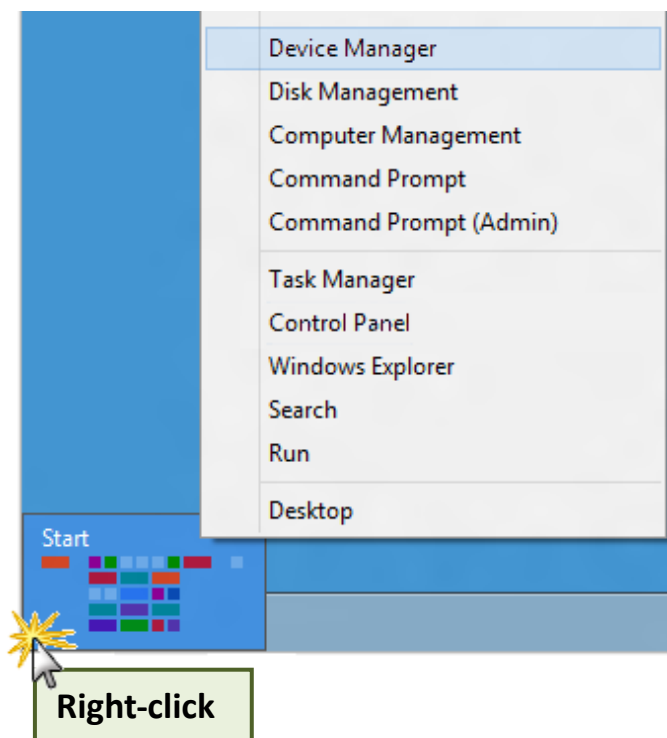 Device Manager
Disk Management
Computer Management
Command Prompt
Command Prompt (Admin)
Task Manager
Control Panel
Windows Explorer
Search
Run
Desktop
Start
Right-click